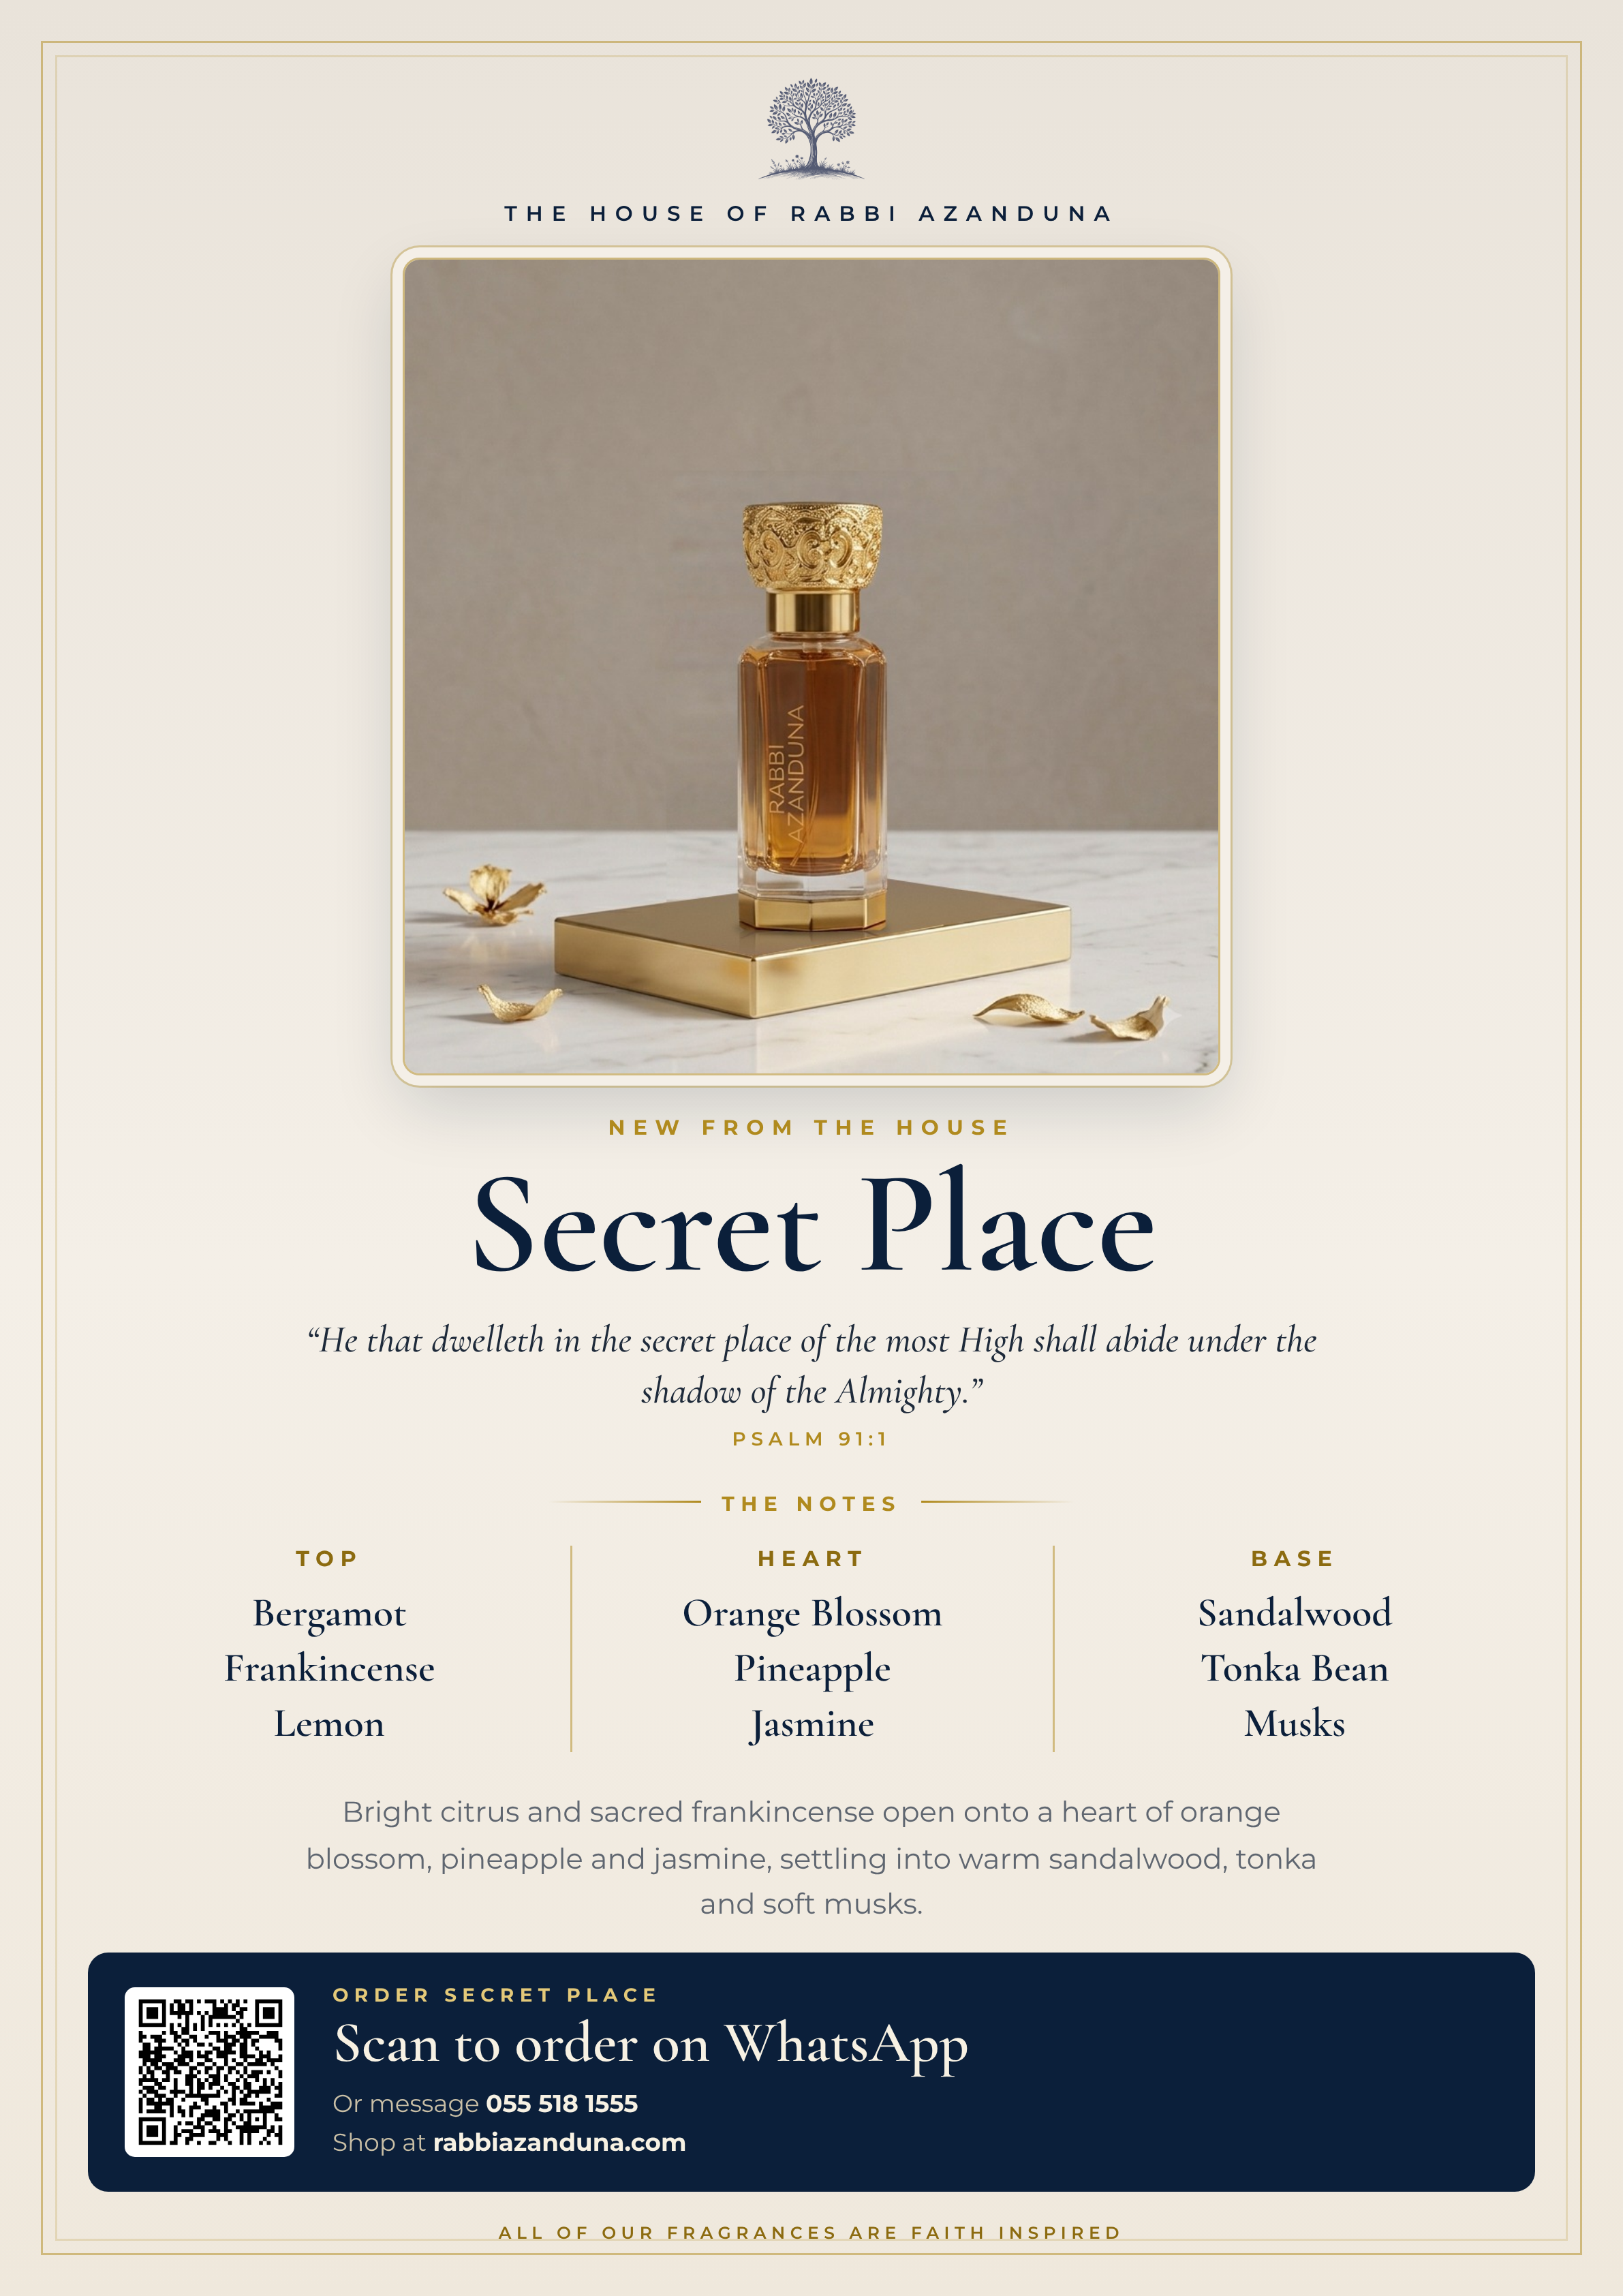 THE HOUSE OF RABBI AZANDUNA
RABBI
AZANDUNA
NEW FROM THE HOUSE
Secret Place
“He that dwelleth in the secret place of the most High shall abide under the
shadow of the Almighty.”
PSALM 91:1
THE NOTES
TOP
Bergamot
Frankincense
Lemon
HEART
Orange Blossom
Pineapple
Jasmine
BASE
Sandalwood
Tonka Bean
Musks
Bright citrus and sacred frankincense open onto a heart of orange
blossom, pineapple and jasmine, settling into warm sandalwood, tonka
and soft musks.
ORDER SECRET PLACE
Scan to order on WhatsApp
Or message 055 518 1555
Shop at rabbiazanduna.com
ALL OF OUR FRAGRANCES ARE FAITH INSPIRED